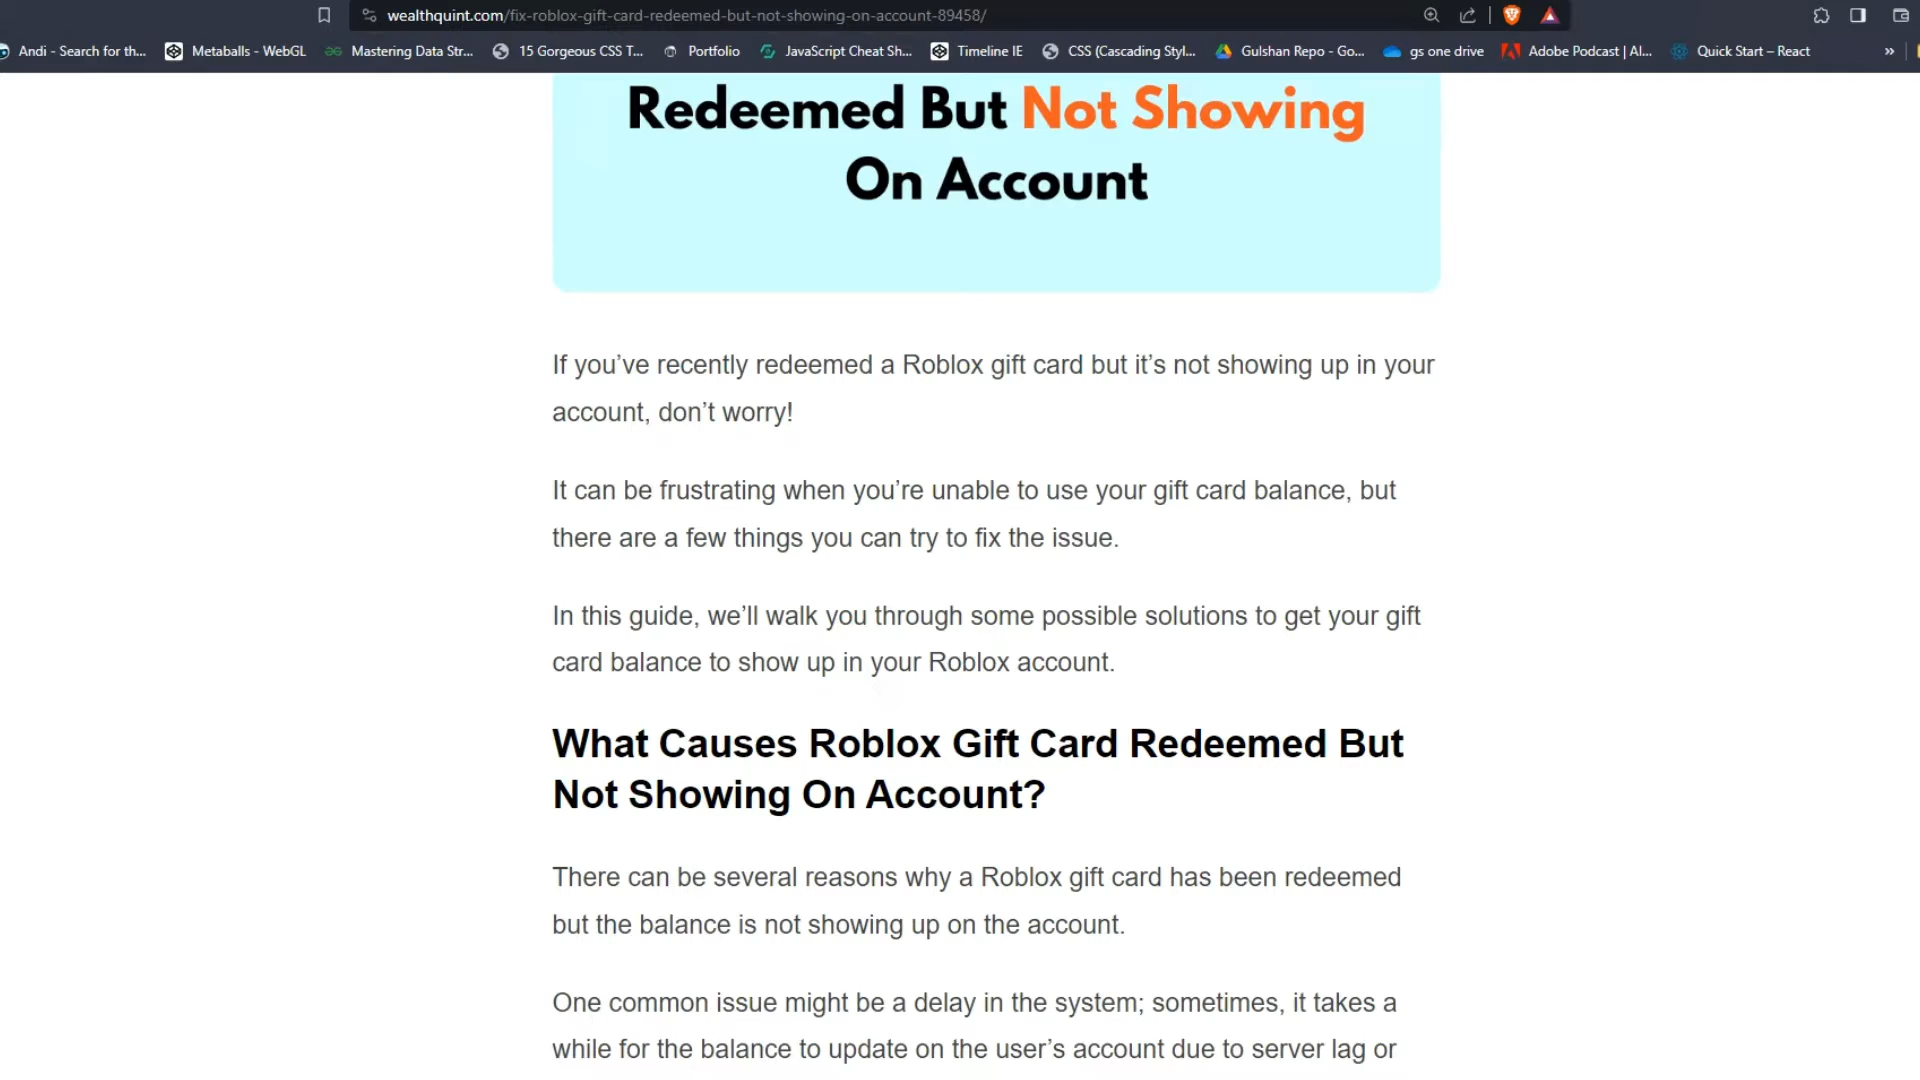 wealthquint.com/fix-roblox-gift-card-redeemed-but-not-showing-on-account-89458/
Andi - Search for th... Metaballs - WebGL Mastering Data Str... 15 Gorgeous CSS T... Portfolio JavaScript Cheat Sh... Timeline IE CSS (Cascading Styl... Gulshan Repo - Go... gs one drive Adobe Podcast | AI... Quick Start – React »
Redeemed But Not Showing
On Account
If you’ve recently redeemed a Roblox gift card but it’s not showing up in your
account, don’t worry!
It can be frustrating when you’re unable to use your gift card balance, but
there are a few things you can try to fix the issue.
In this guide, we’ll walk you through some possible solutions to get your gift
card balance to show up in your Roblox account.
What Causes Roblox Gift Card Redeemed But
Not Showing On Account?
There can be several reasons why a Roblox gift card has been redeemed
but the balance is not showing up on the account.
One common issue might be a delay in the system; sometimes, it takes a
while for the balance to update on the user’s account due to server lag or